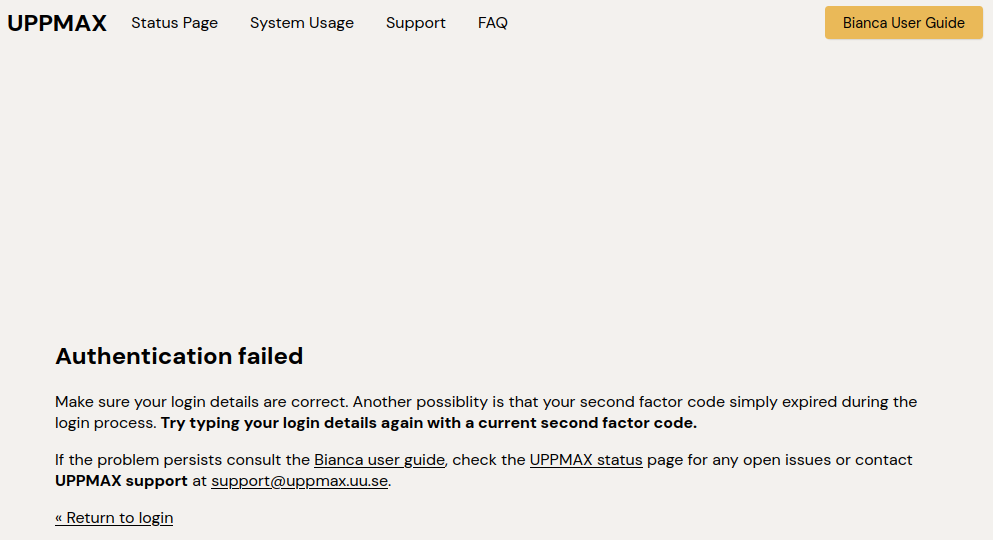 UPPMAX Status Page System Usage Support FAQ Bianca User Guide
Authentication failed
Make sure your login details are correct. Another possiblity is that your second factor code simply expired during the
login process. Try typing your login details again with a current second factor code.
If the problem persists consult the Bianca user guide, check the UPPMAX status page for any open issues or contact
UPPMAX support at support@uppmax.uu.se.
« Return to login